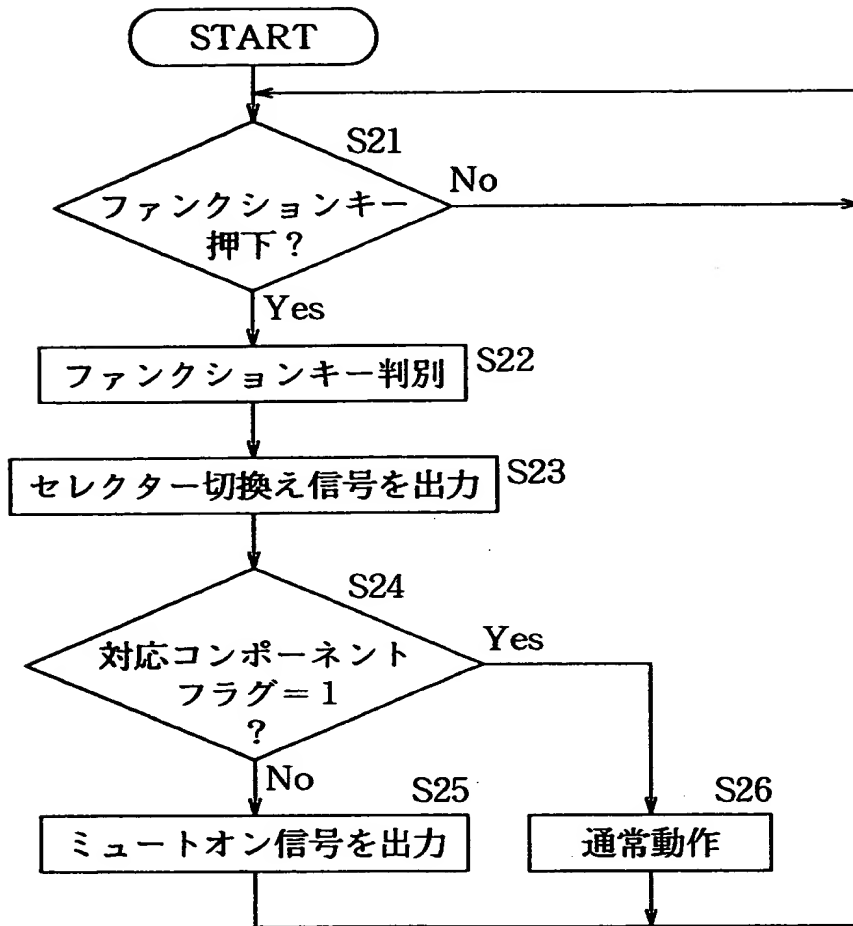 START
S21
ファンクションキー
押下？
No
Yes
ファンクションキー判別
S22
セレクター切換え信号を出力
S23
S24
対応コンポーネント
フラグ＝1
？
Yes
No
S25
ミュートオン信号を出力
S26
通常動作